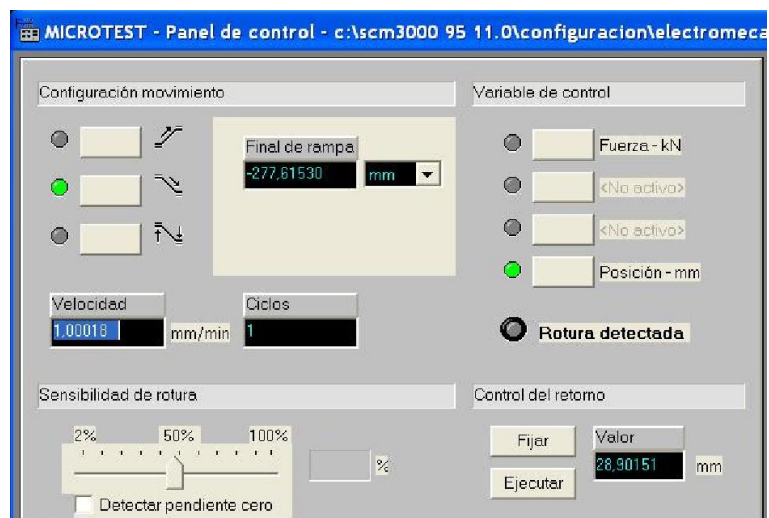 MICROTEST - Panel de control - c:\scm3000 95 11.0\configuracion\electromeca
Configuración movimiento
Final de rampa
-277,61530 mm
Velocidad
1,00018 mm/min
Ciclos
1
Variable de control
Fuerza - kN
<No activo>
<No activo>
Posición - mm
Rotura detectada
Sensibilidad de rotura
2% 50% 100%
%
Detectar pendiente cero
Control del retorno
Fijar
Ejecutar
Valor
28,90151 mm